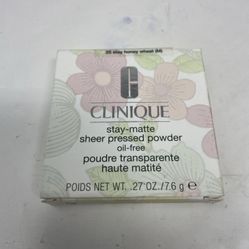 25 stay honey wheat (M)
CLINIQUE
stay-matte
sheer pressed powder
oil-free
poudre transparente
haute matité
POIDS NET WT. .27 OZ./7.6 g ℮